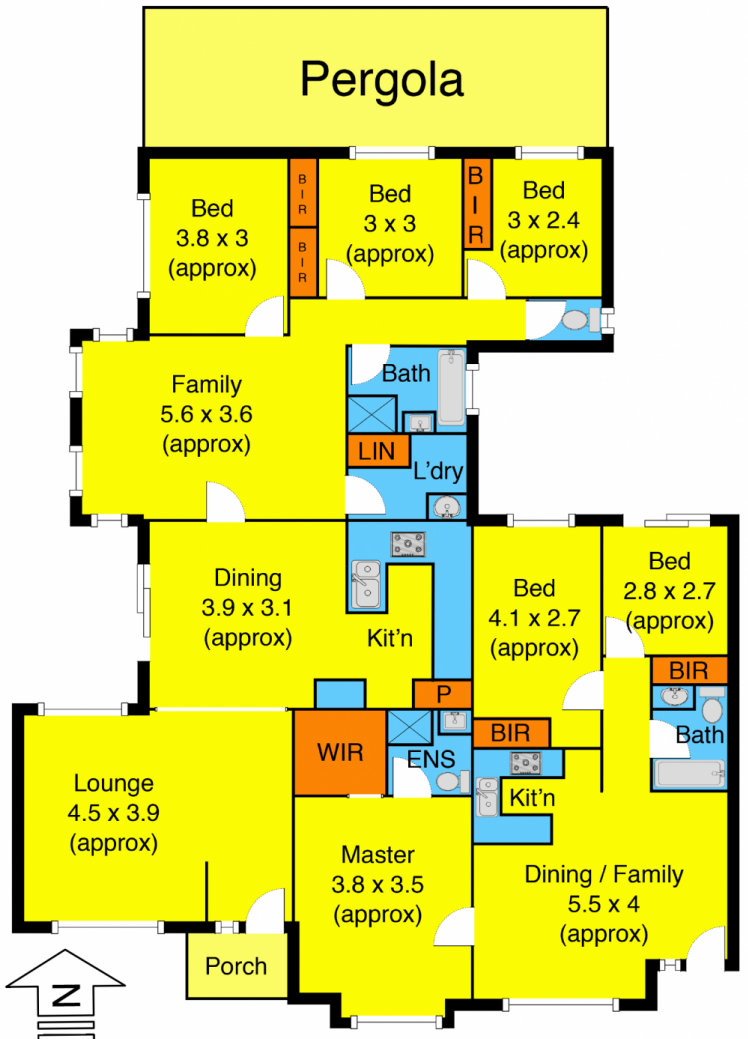 Pergola
Bed
3.8 x 3
(approx)
B
I
R
B
I
R
Bed
3 x 3
(approx)
B
I
R
Bed
3 x 2.4
(approx)
Family
5.6 x 3.6
(approx)
Bath
LIN
L'dry
Dining
3.9 x 3.1
(approx)
Kit'n
P
Bed
4.1 x 2.7
(approx)
Bed
2.8 x 2.7
(approx)
BIR
BIR
Bath
WIR
ENS
Lounge
4.5 x 3.9
(approx)
Kit'n
Master
3.8 x 3.5
(approx)
Dining / Family
5.5 x 4
(approx)
Porch
N